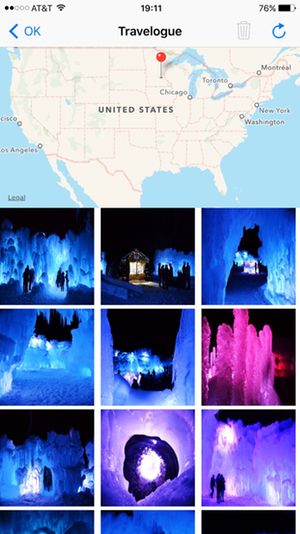 AT&T 19:11 76%
OK Travelogue
Montréal
Toronto
Chicago
New York
UNITED STATES
Washington
cisco
os Angeles
Legal